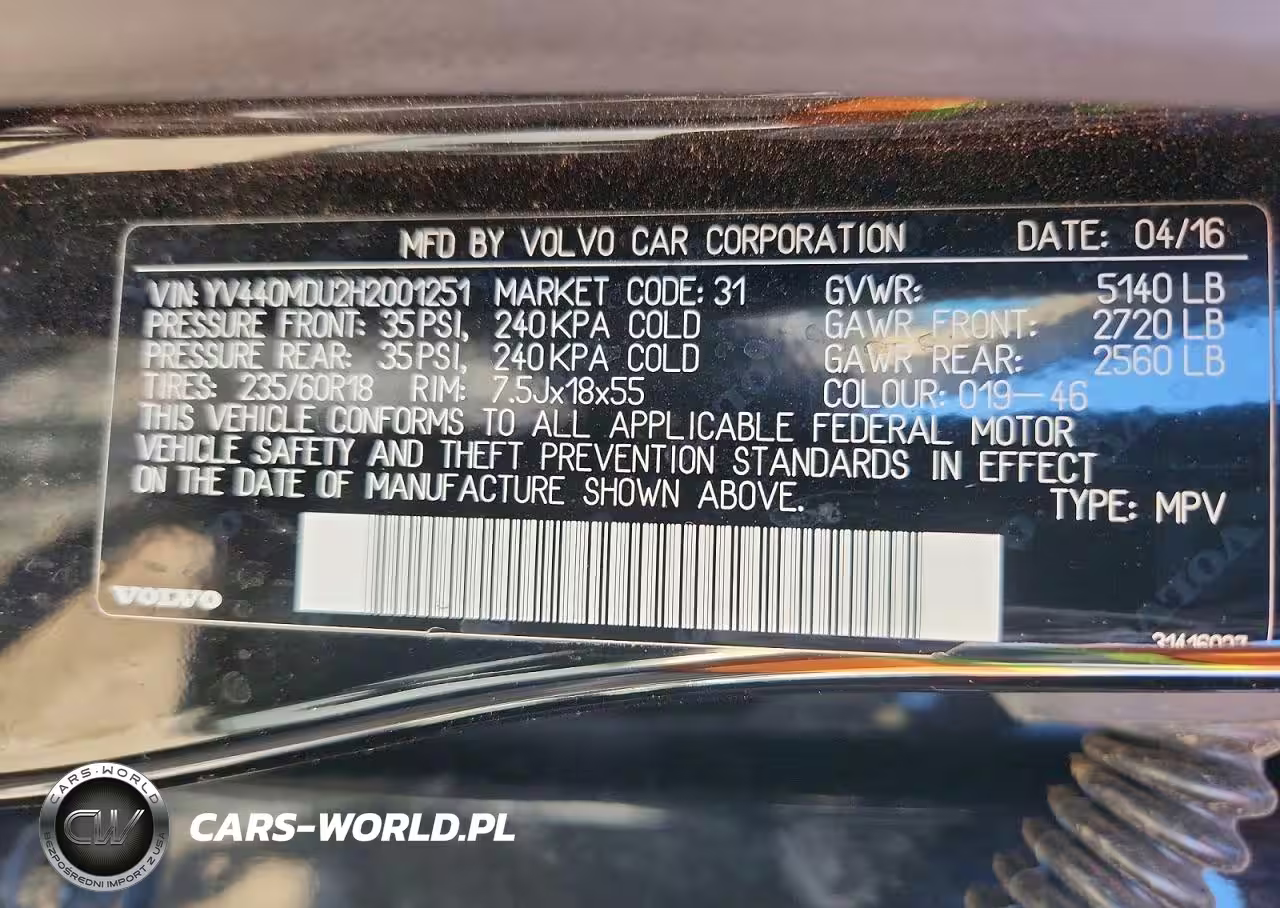 MFD BY VOLVO CAR CORPORATION DATE: 04/16
VIN: YV440MDU2H2001251 MARKET CODE: 31 GVWR: 5140 LB
PRESSURE FRONT: 35 PSI, 240 KPA COLD GAWR FRONT: 2720 LB
PRESSURE REAR: 35 PSI, 240 KPA COLD GAWR REAR: 2560 LB
TIRES: 235/60R18 RIM: 7.5Jx18x55 COLOUR: 019-46
THIS VEHICLE CONFORMS TO ALL APPLICABLE FEDERAL MOTOR
VEHICLE SAFETY AND THEFT PREVENTION STANDARDS IN EFFECT
ON THE DATE OF MANUFACTURE SHOWN ABOVE.
TYPE: MPV
VOLVO
CARS-WORLD
CW
BEZPOŚREDNI IMPORT Z USA
CARS-WORLD.PL